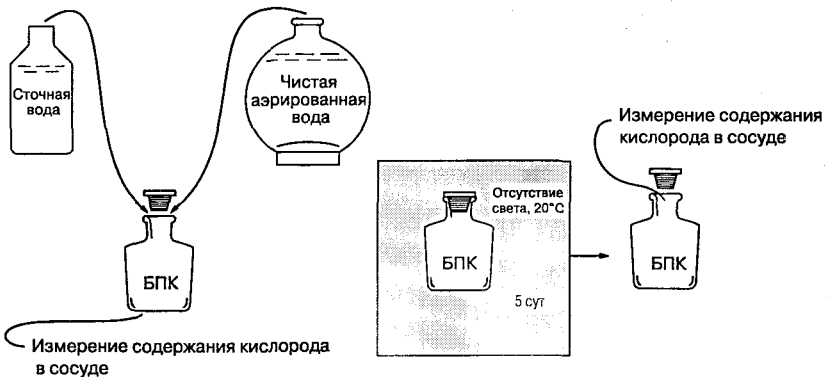 Сточная
вода
Чистая
аэрированная
вода
БПК
Измерение содержания кислорода
в сосуде
Отсутствие
света, 20°С
БПК
5 сут
Измерение содержания
кислорода в сосуде
БПК